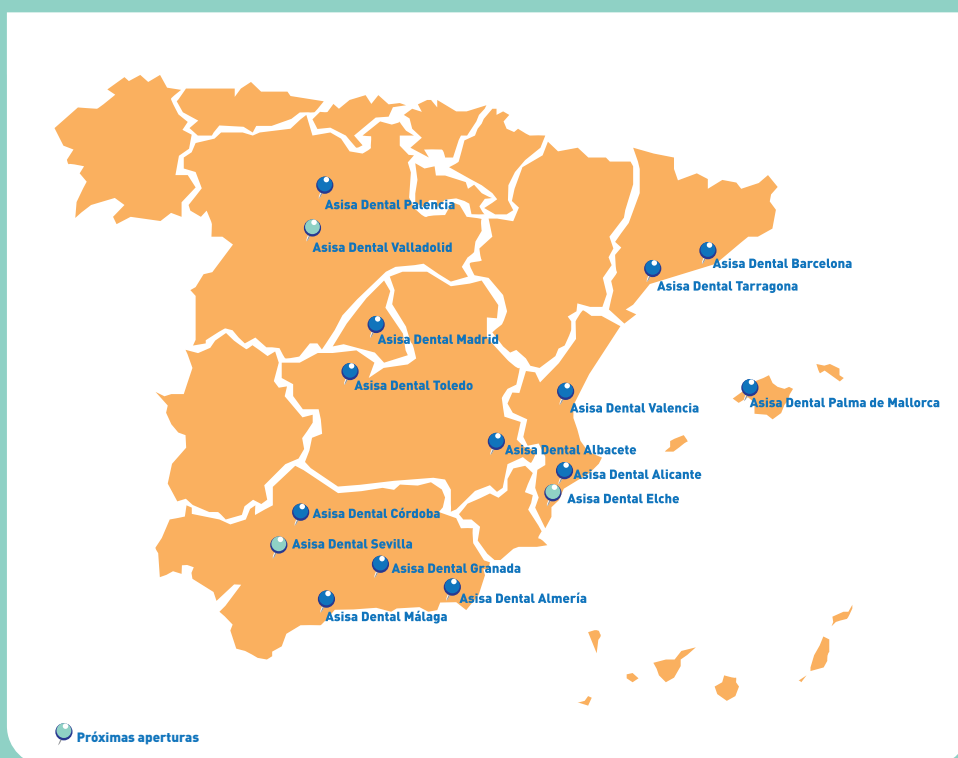 Asisa Dental Palencia
Asisa Dental Valladolid
Asisa Dental Barcelona
Asisa Dental Tarragona
Asisa Dental Madrid
Asisa Dental Toledo
Asisa Dental Valencia
Asisa Dental Palma de Mallorca
Asisa Dental Albacete
Asisa Dental Alicante
Asisa Dental Elche
Asisa Dental Córdoba
Asisa Dental Sevilla
Asisa Dental Granada
Asisa Dental Almería
Asisa Dental Málaga
Próximas aperturas